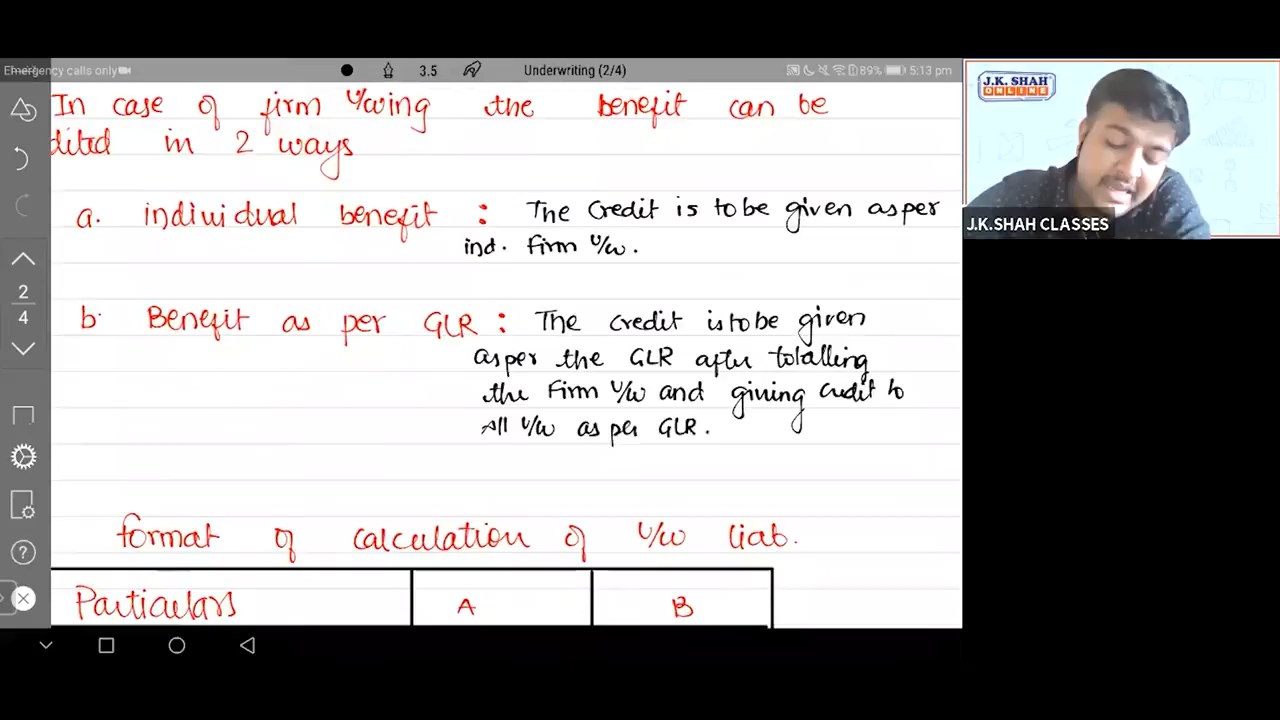 Emergency calls only
3.5
Underwriting (2/4)
89%
5:13 pm
In case of firm u/wing the benefit can be
dited in 2 ways
a. individual benefit : The Credit is to be given as per
ind. Firm U/w.
b. Benefit as per GLR : The credit is to be given
as per the GLR after totalling
the Firm U/w and giving credit to
All U/w as per GLR.
2
4
format of calculation of U/w liab.
Particulars A B
J.K. SHAH
ONLINE
J.K.SHAH CLASSES